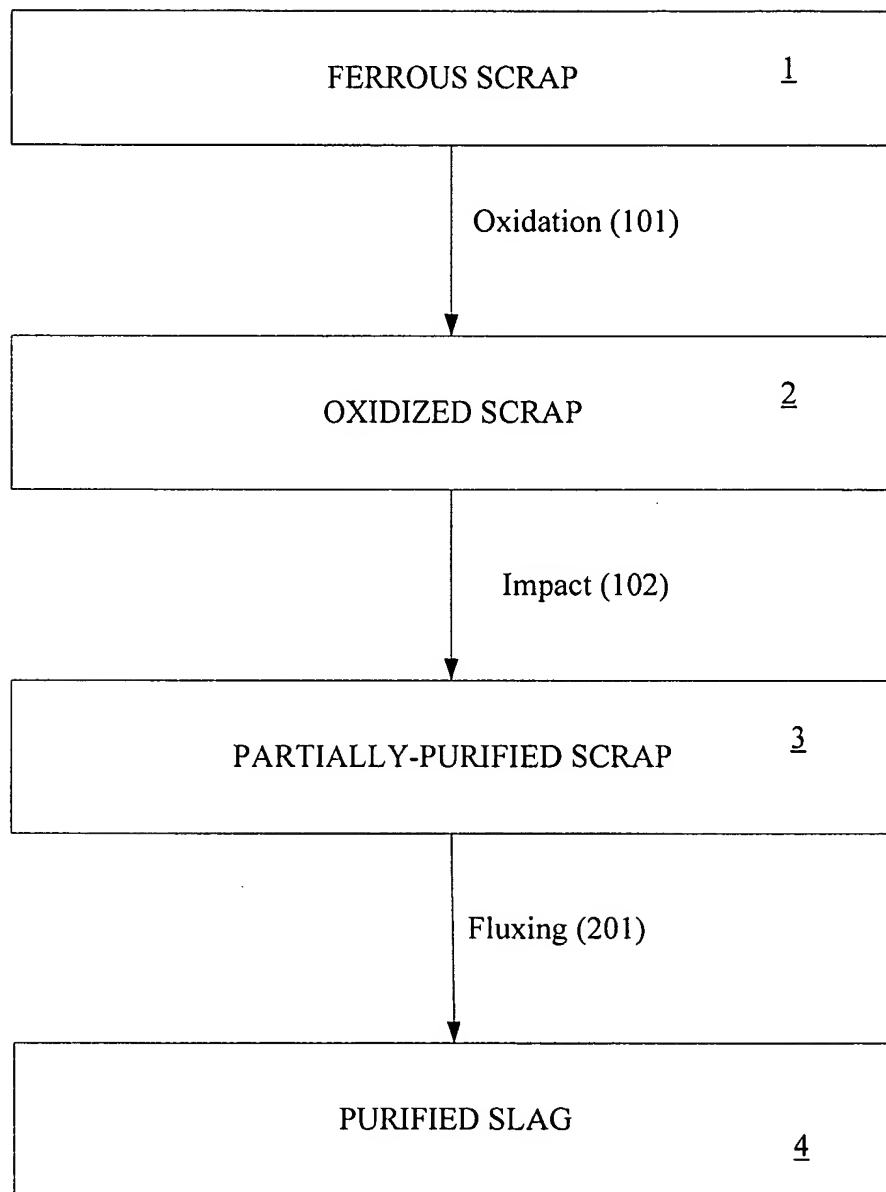 FERROUS SCRAP 1
Oxidation (101)
OXIDIZED SCRAP 2
Impact (102)
PARTIALLY-PURIFIED SCRAP 3
Fluxing (201)
PURIFIED SLAG 4